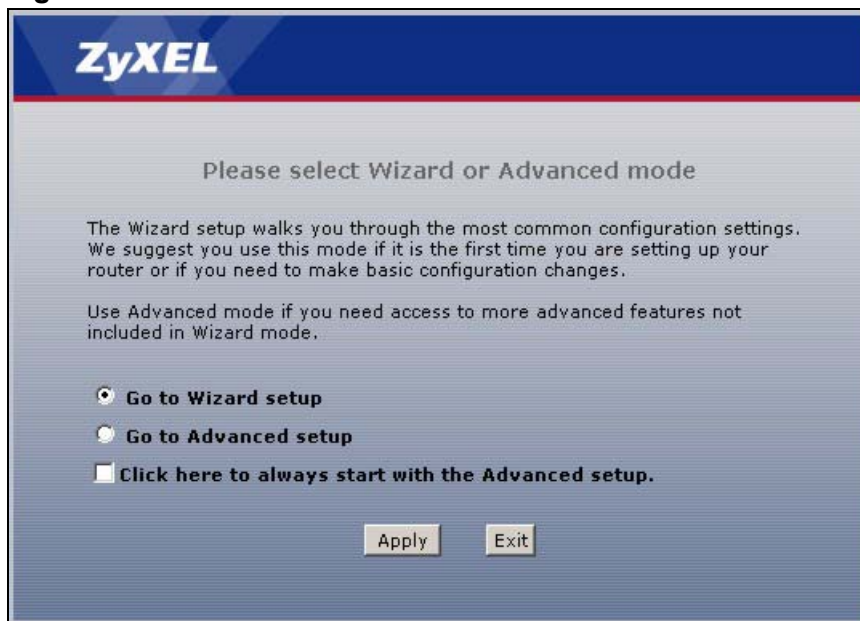 ZyXEL
Please select Wizard or Advanced mode
The Wizard setup walks you through the most common configuration settings.
We suggest you use this mode if it is the first time you are setting up your
router or if you need to make basic configuration changes.
Use Advanced mode if you need access to more advanced features not
included in Wizard mode.
Go to Wizard setup
Go to Advanced setup
Click here to always start with the Advanced setup.
Apply Exit